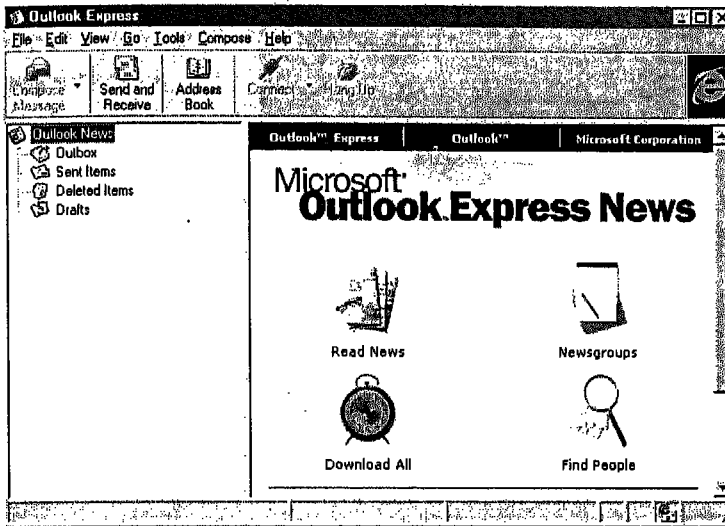 Outlook Express
File Edit View Go Tools Compose Help
Compose Message
Send and Receive
Address Book
Connect
Hang Up
Outlook News
Outbox
Sent Items
Deleted Items
Drafts
Outlook™ Express
Outlook™
Microsoft Corporation
Microsoft®
Outlook Express News
Read News
Newsgroups
Download All
Find People